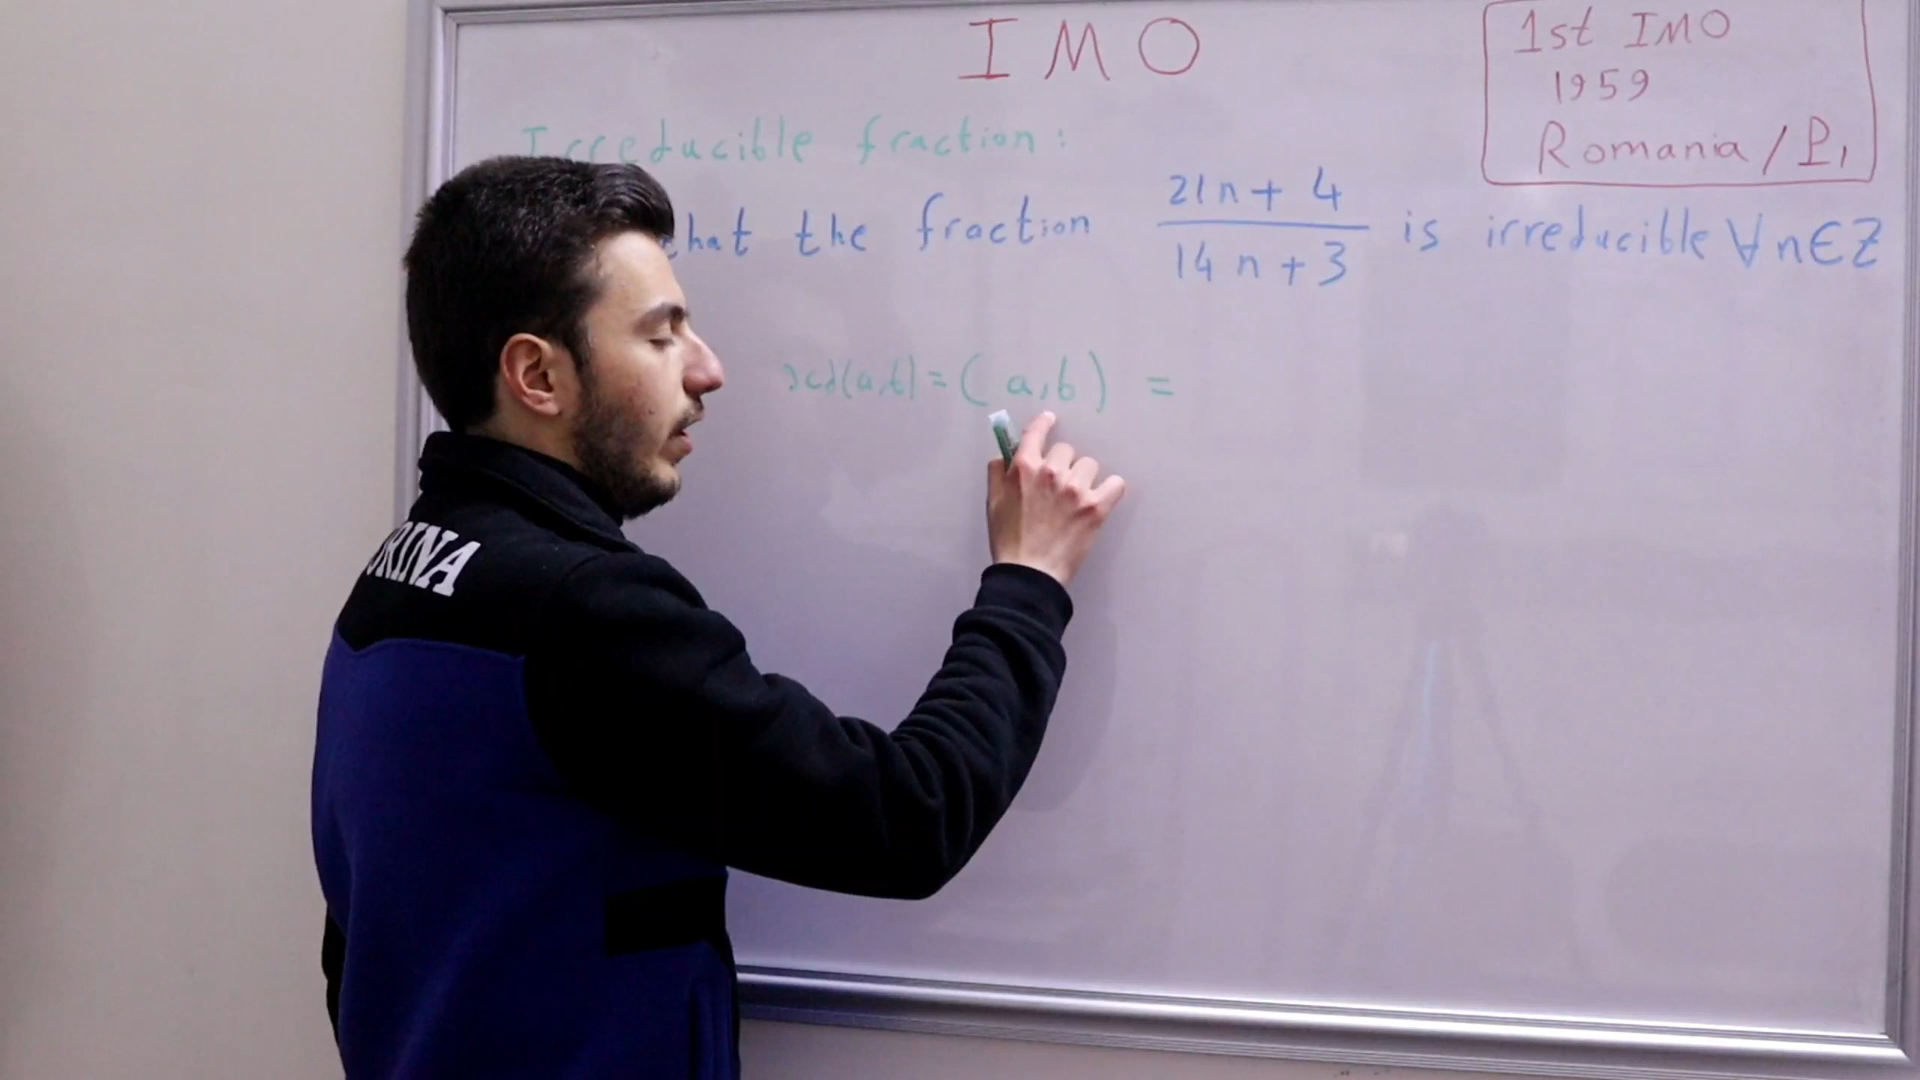 IMO
1st IMO
1959
Romania / P1
Irreducible fraction:
that the fraction 21n + 4 / 14n + 3 is irreducible ∀n∈Z
gcd(a,b) = (a,b) =
RINA